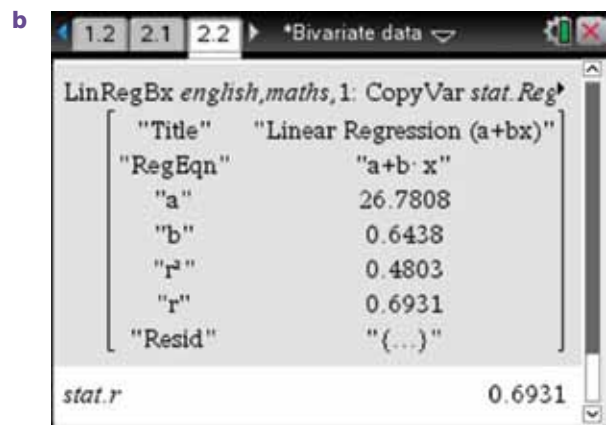 b
1.2 2.1 2.2 *Bivariate data
LinRegBx english,maths,1: CopyVar stat.Reg
"Title" "Linear Regression (a+bx)"
"RegEqn" "a+b·x"
"a" 26.7808
"b" 0.6438
"r²" 0.4803
"r" 0.6931
"Resid" "{...}"
stat.r 0.6931